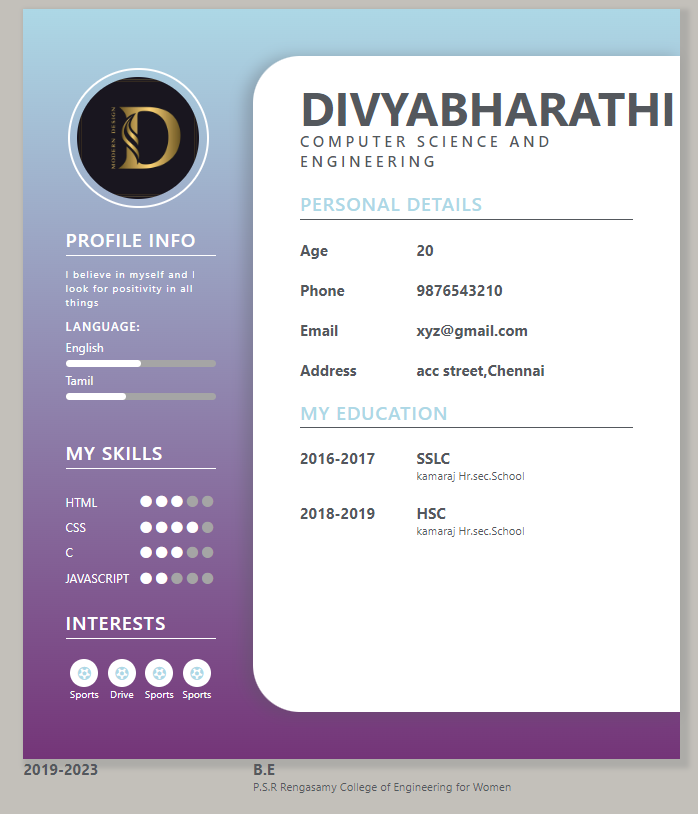 MODERN DESIGN
D
PROFILE INFO
I believe in myself and I
look for positivity in all
things
LANGUAGE:
English
Tamil
MY SKILLS
HTML
CSS
C
JAVASCRIPT
INTERESTS
Sports Drive Sports Sports
DIVYABHARATHI
COMPUTER SCIENCE AND
ENGINEERING
PERSONAL DETAILS
Age 20
Phone 9876543210
Email xyz@gmail.com
Address acc street,Chennai
MY EDUCATION
2016-2017 SSLC
kamaraj Hr.sec.School
2018-2019 HSC
kamaraj Hr.sec.School
2019-2023 B.E
P.S.R Rengasamy College of Engineering for Women